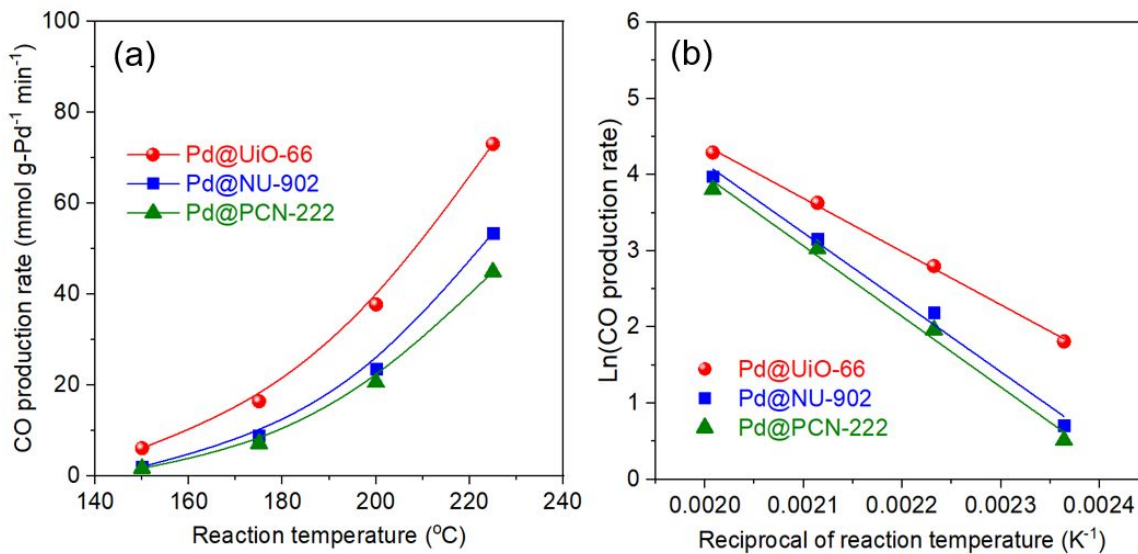 (a)
CO production rate (mmol g-Pd⁻¹ min⁻¹)
100
80
60
40
20
0
Pd@UiO-66
Pd@NU-902
Pd@PCN-222
140 160 180 200 220 240
Reaction temperature (°C)
(b)
Ln(CO production rate)
6
5
4
3
2
1
0
Pd@UiO-66
Pd@NU-902
Pd@PCN-222
0.0020 0.0021 0.0022 0.0023 0.0024
Reciprocal of reaction temperature (K⁻¹)